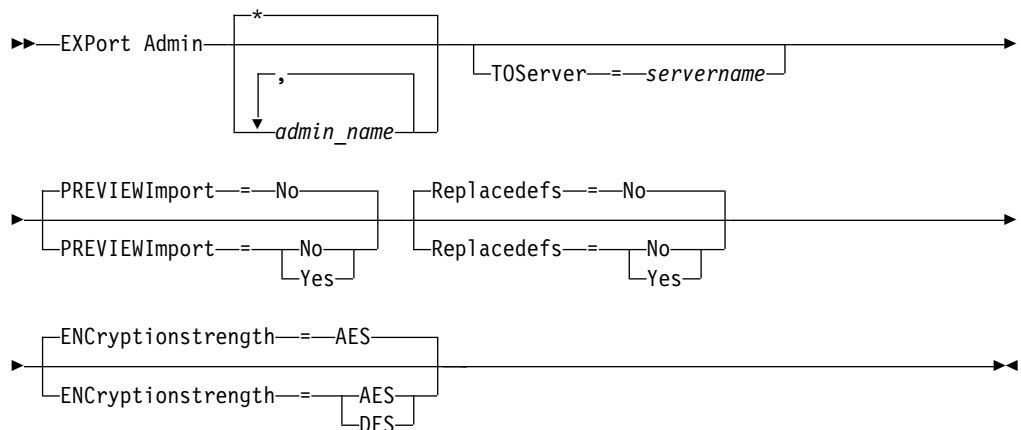 *
EXPort Admin
TOServer = servername
,
admin_name
PREVIEWImport = No
Replacedefs = No
PREVIEWImport = No
Replacedefs = No
Yes
Yes
ENCryptionstrength = AES
ENCryptionstrength = AES
DES